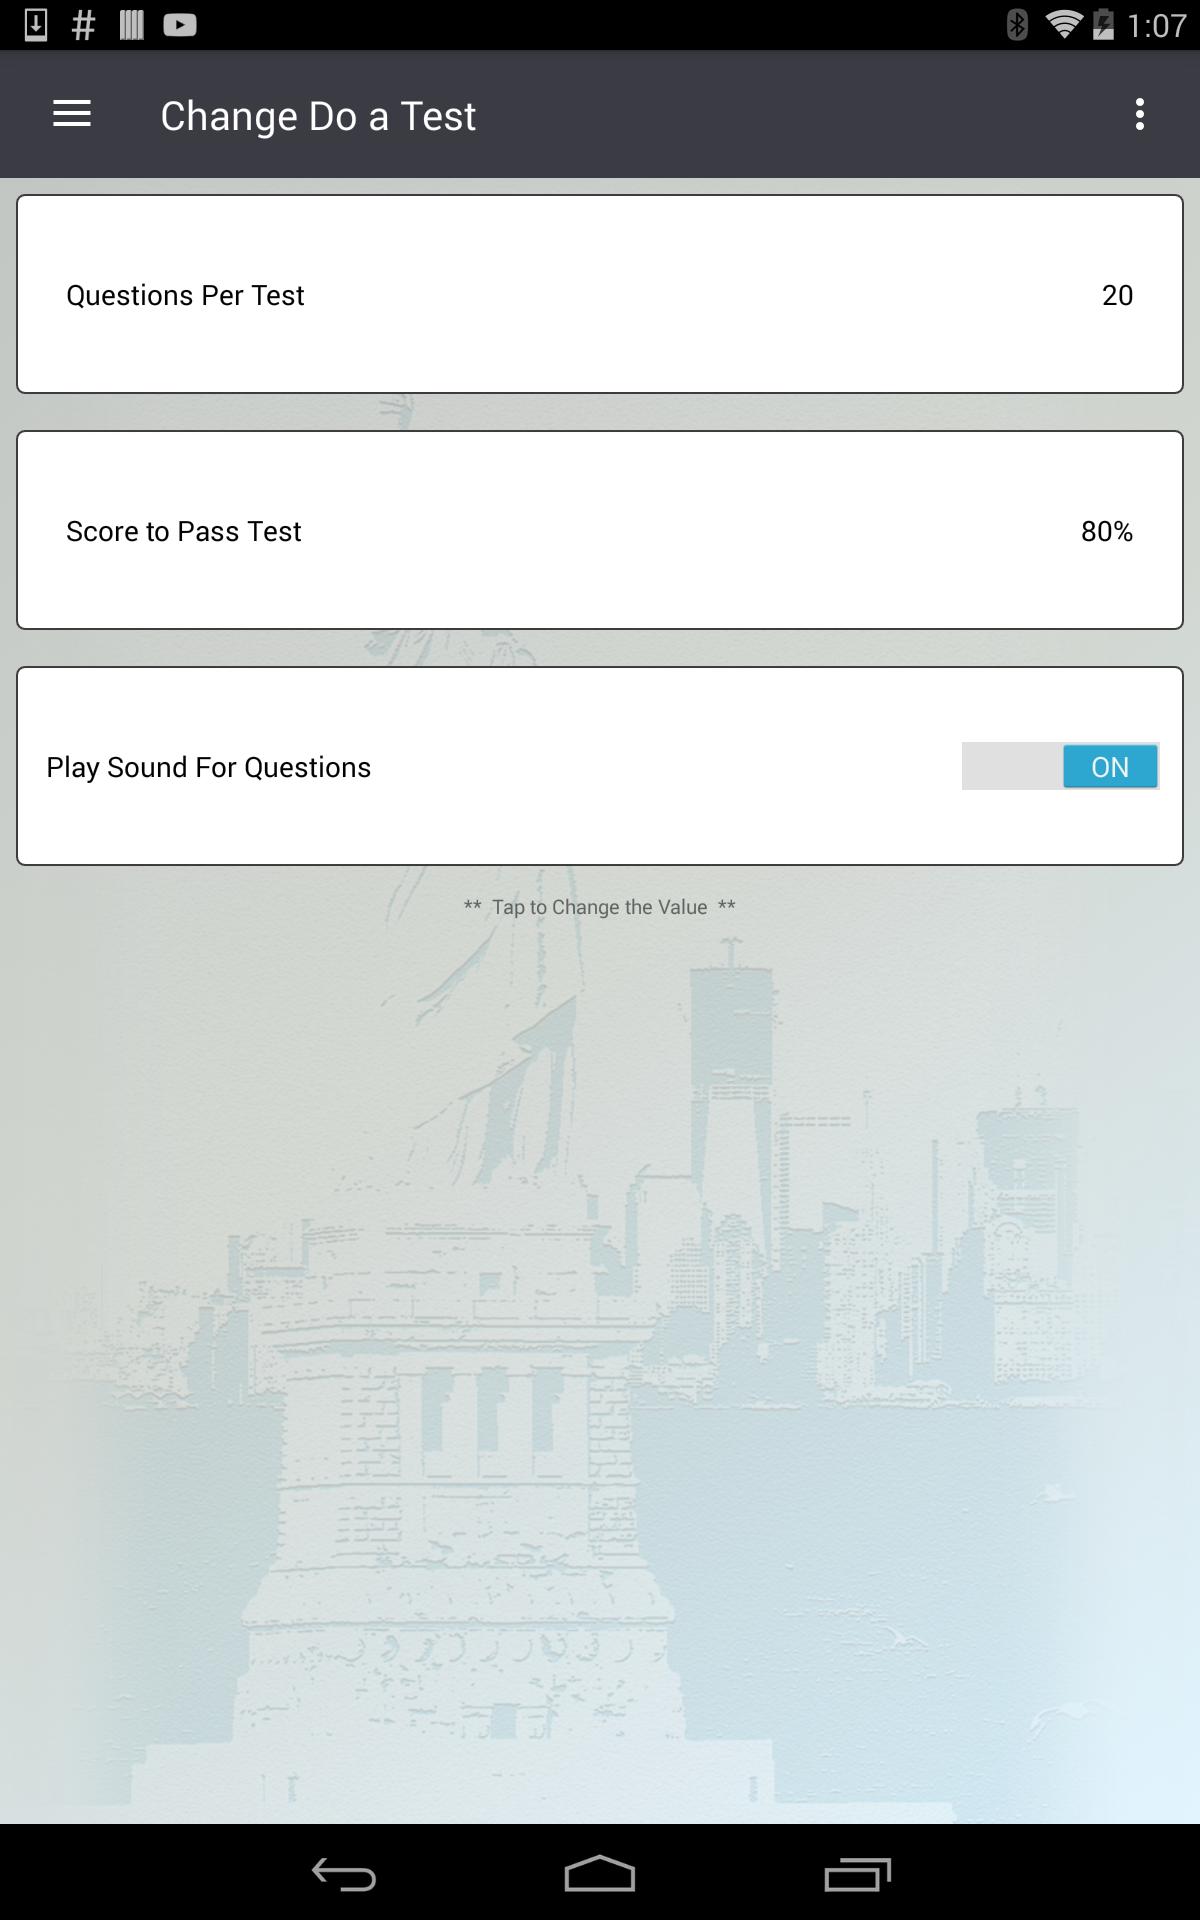 1:07
Change Do a Test
Questions Per Test 20
Score to Pass Test 80%
Play Sound For Questions ON
** Tap to Change the Value **